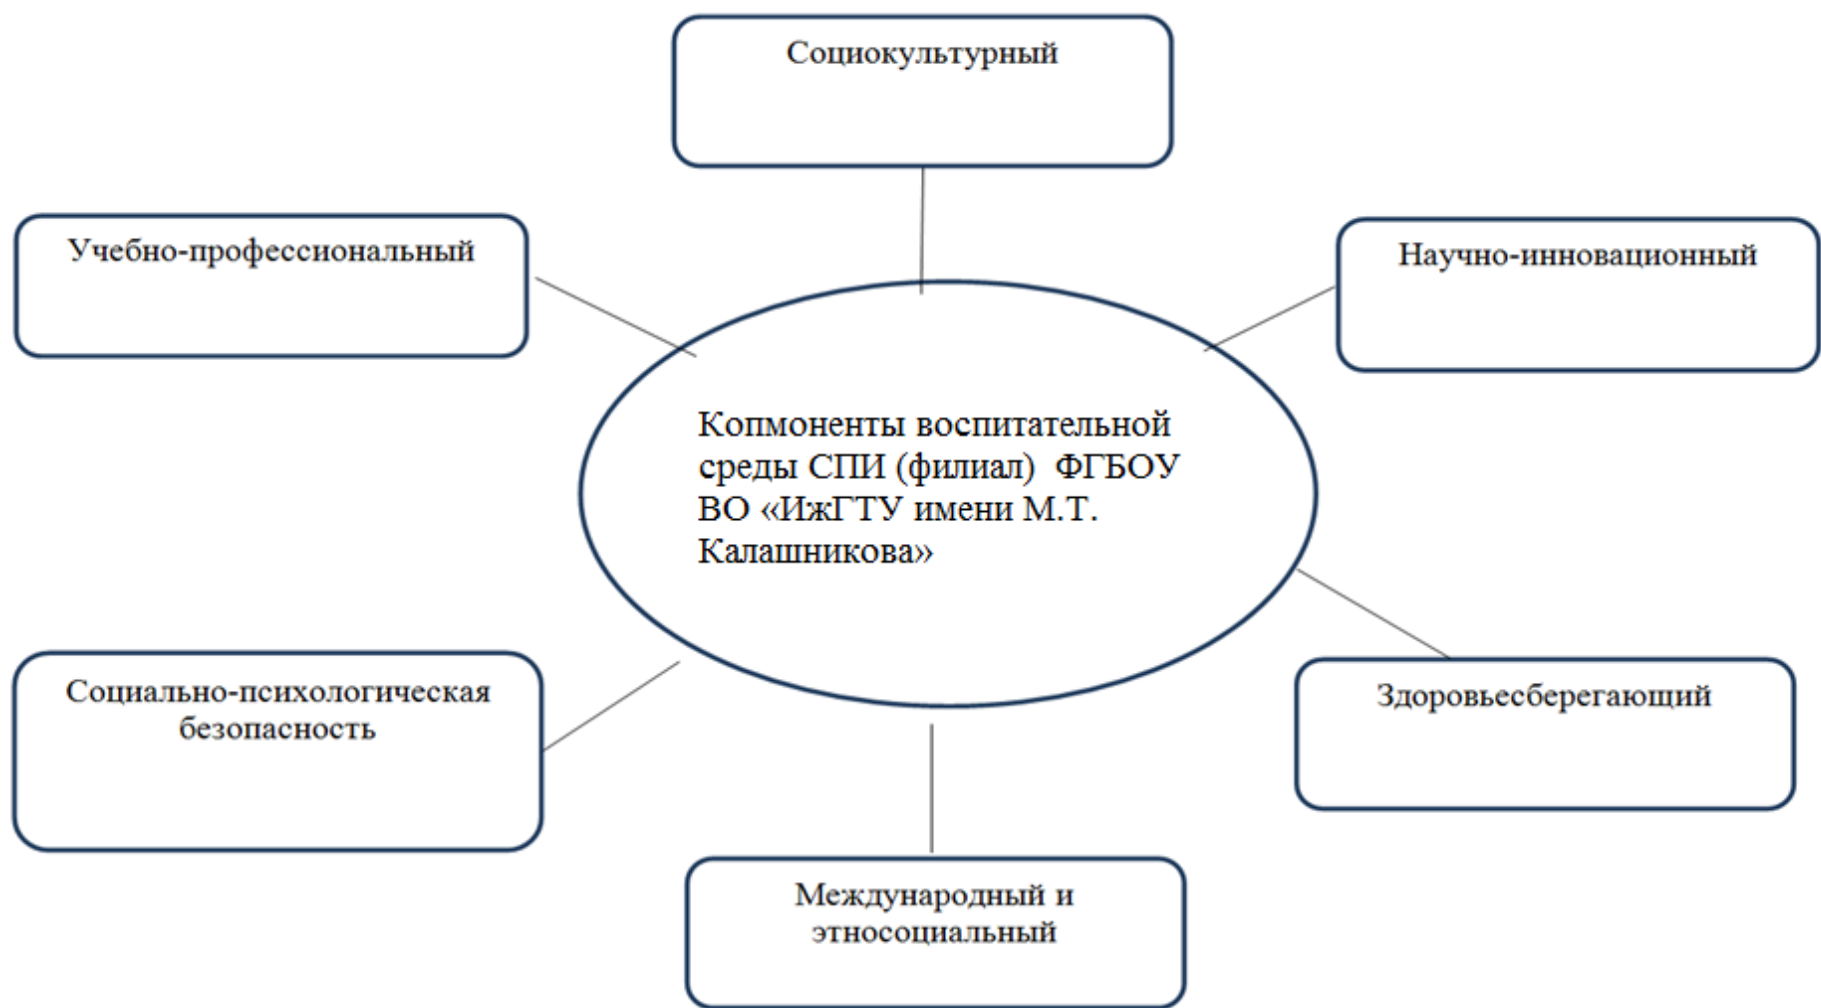 Социокультурный
Учебно-профессиональный
Научно-инновационный
Копмоненты воспитательной
среды СПИ (филиал)  ФГБОУ
ВО «ИжГТУ имени М.Т.
Калашникова»
Социально-психологическая
безопасность
Здоровьесберегающий
Международный и
этносоциальный